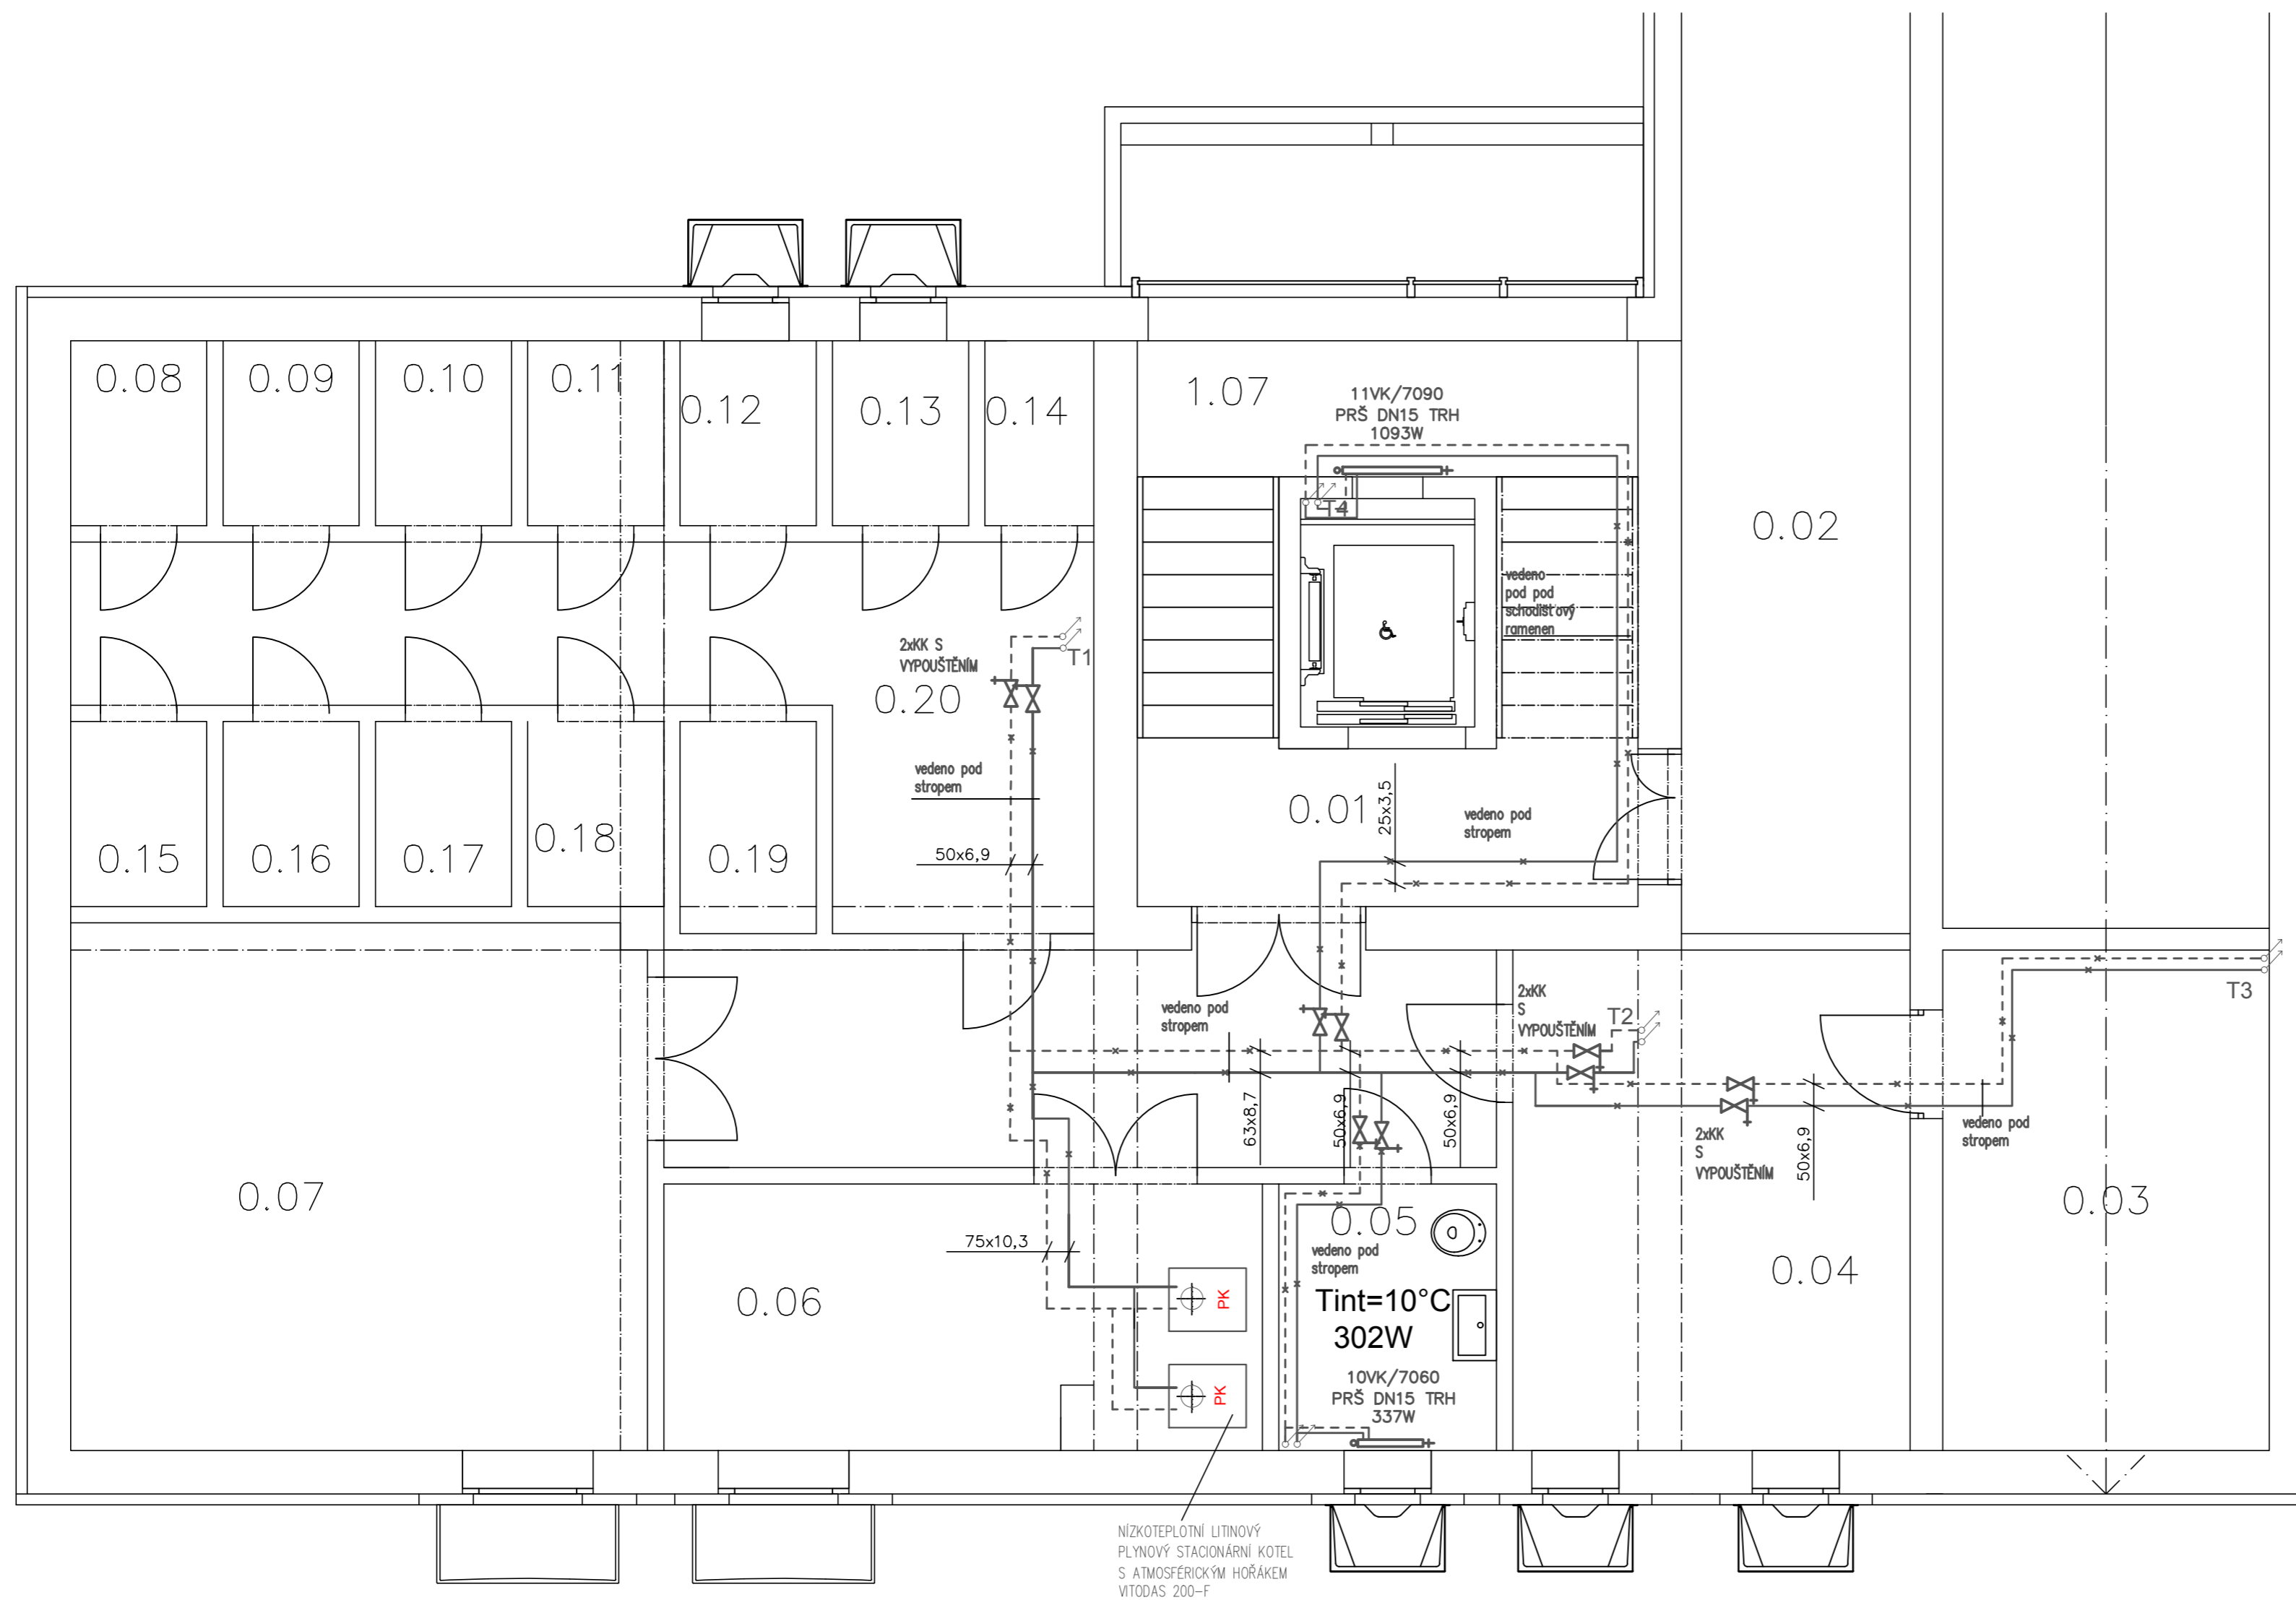 0.08
0.09
0.10
0.11
0.12
0.13
0.14
1.07
11VK/7090
PRŠ DN15 TRH
1093W
T4
0.02
vedeno
pod pod
schodišťový
ramenen
2xKK S
VYPOUŠTĚNÍM
T1
0.20
vedeno pod
stropem
50x6,9
0.01
25x3,5
vedeno pod
stropem
0.15
0.16
0.17
0.18
0.19
vedeno pod
stropem
2xKK
S
VYPOUŠTĚNÍM
T2
T3
63x8,7
50x6,9
50x6,9
2xKK
S
VYPOUŠTĚNÍM
50x6,9
vedeno pod
stropem
0.07
75x10,3
0.06
PK
PK
0.05
vedeno pod
stropem
Tint=10°C
302W
10VK/7060
PRŠ DN15 TRH
337W
0.04
0.03
NÍZKOTEPLOTNÍ LITINOVÝ
PLYNOVÝ STACIONÁRNÍ KOTEL
S ATMOSFÉRICKÝM HOŘÁKEM
VITODAS 200-F